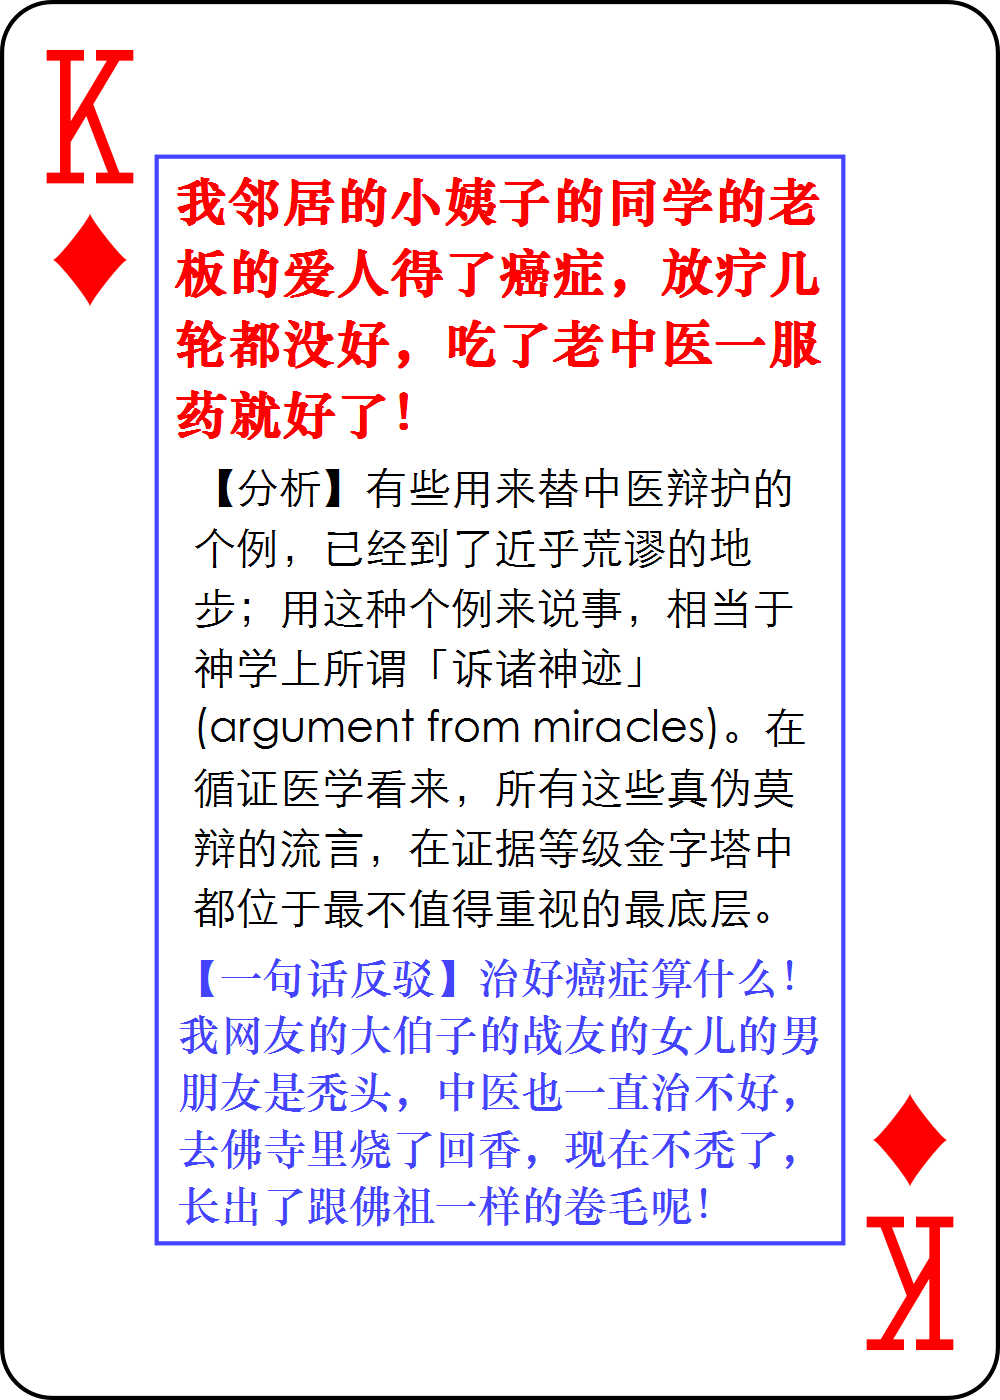 K
我邻居的小姨子的同学的老
板的爱人得了癌症，放疗几
轮都没好，吃了老中医一服
药就好了！
【分析】有些用来替中医辩护的
个例，已经到了近乎荒谬的地
步；用这种个例来说事，相当于
神学上所谓「诉诸神迹」
(argument from miracles)。在
循证医学看来，所有这些真伪莫
辩的流言，在证据等级金字塔中
都位于最不值得重视的最底层。
【一句话反驳】治好癌症算什么！
我网友的大伯子的战友的女儿的男
朋友是秃头，中医也一直治不好，
去佛寺里烧了回香，现在不秃了，
长出了跟佛祖一样的卷毛呢！
K